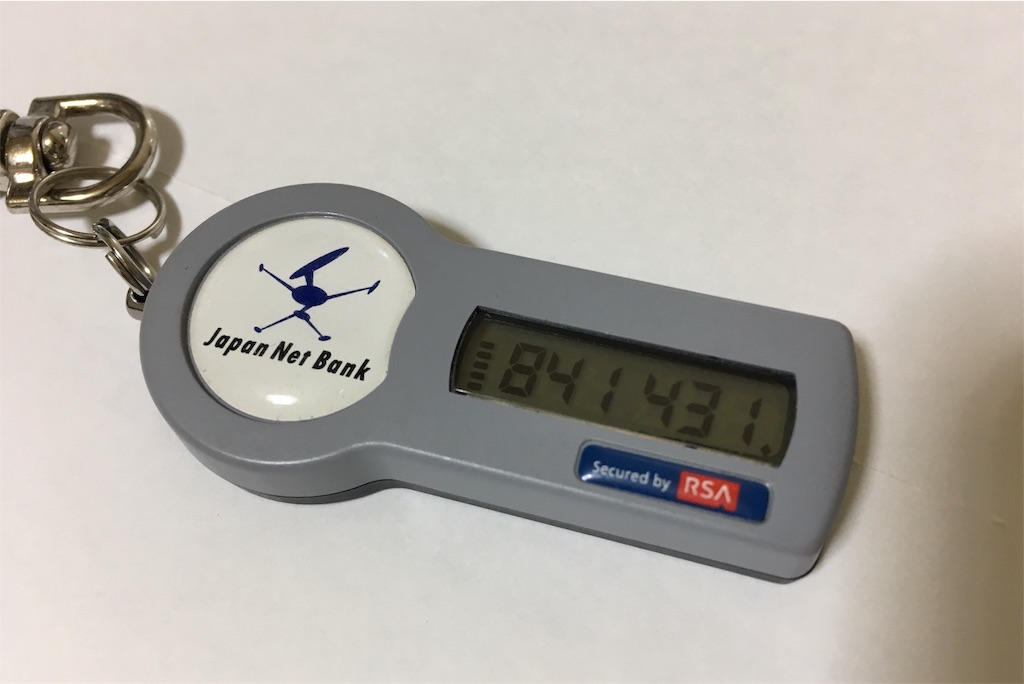 Japan Net Bank
841431.
Secured by RSA